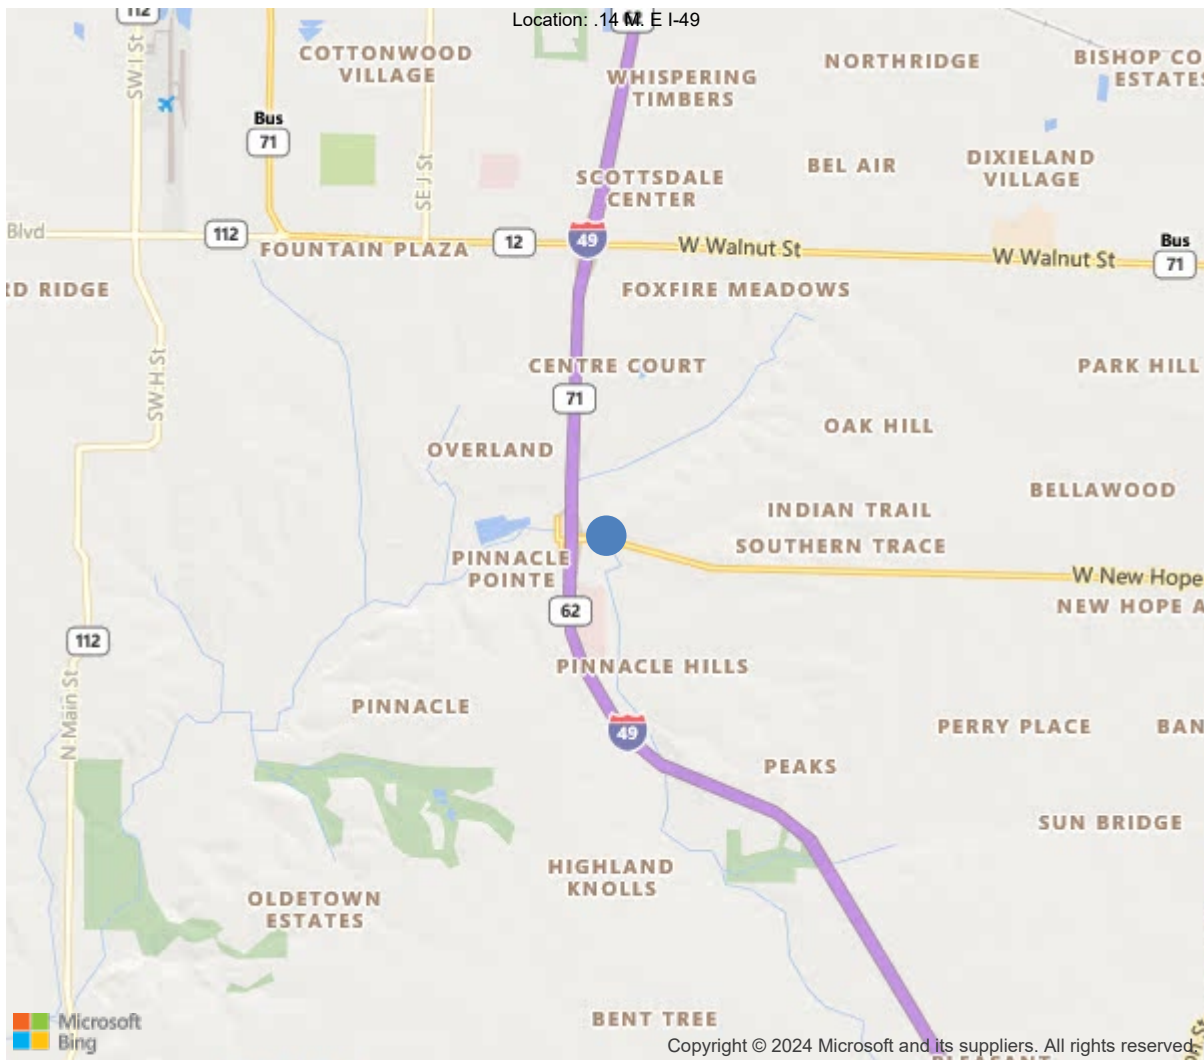 Location: .14 M. E I-49
112
62
COTTONWOOD
VILLAGE
NORTHRIDGE
BISHOP CO
ESTATES
WHISPERING
TIMBERS
SW I St
Bus
71
SE J St
BEL AIR
DIXIELAND
VILLAGE
SCOTTSDALE
CENTER
Blvd
112
FOUNTAIN PLAZA
12
49
W Walnut St
W Walnut St
Bus
71
RD RIDGE
FOXFIRE MEADOWS
CENTRE COURT
PARK HILL
SW H St
71
OAK HILL
OVERLAND
BELLAWOOD
INDIAN TRAIL
SOUTHERN TRACE
PINNACLE
POINTE
W New Hope
62
NEW HOPE A
112
PINNACLE HILLS
N Main St
PINNACLE
49
PERRY PLACE
BAN
PEAKS
SUN BRIDGE
HIGHLAND
KNOLLS
OLDETOWN
ESTATES
BENT TREE
Microsoft
Bing
Copyright © 2024 Microsoft and its suppliers. All rights reserved.
PLEASANT